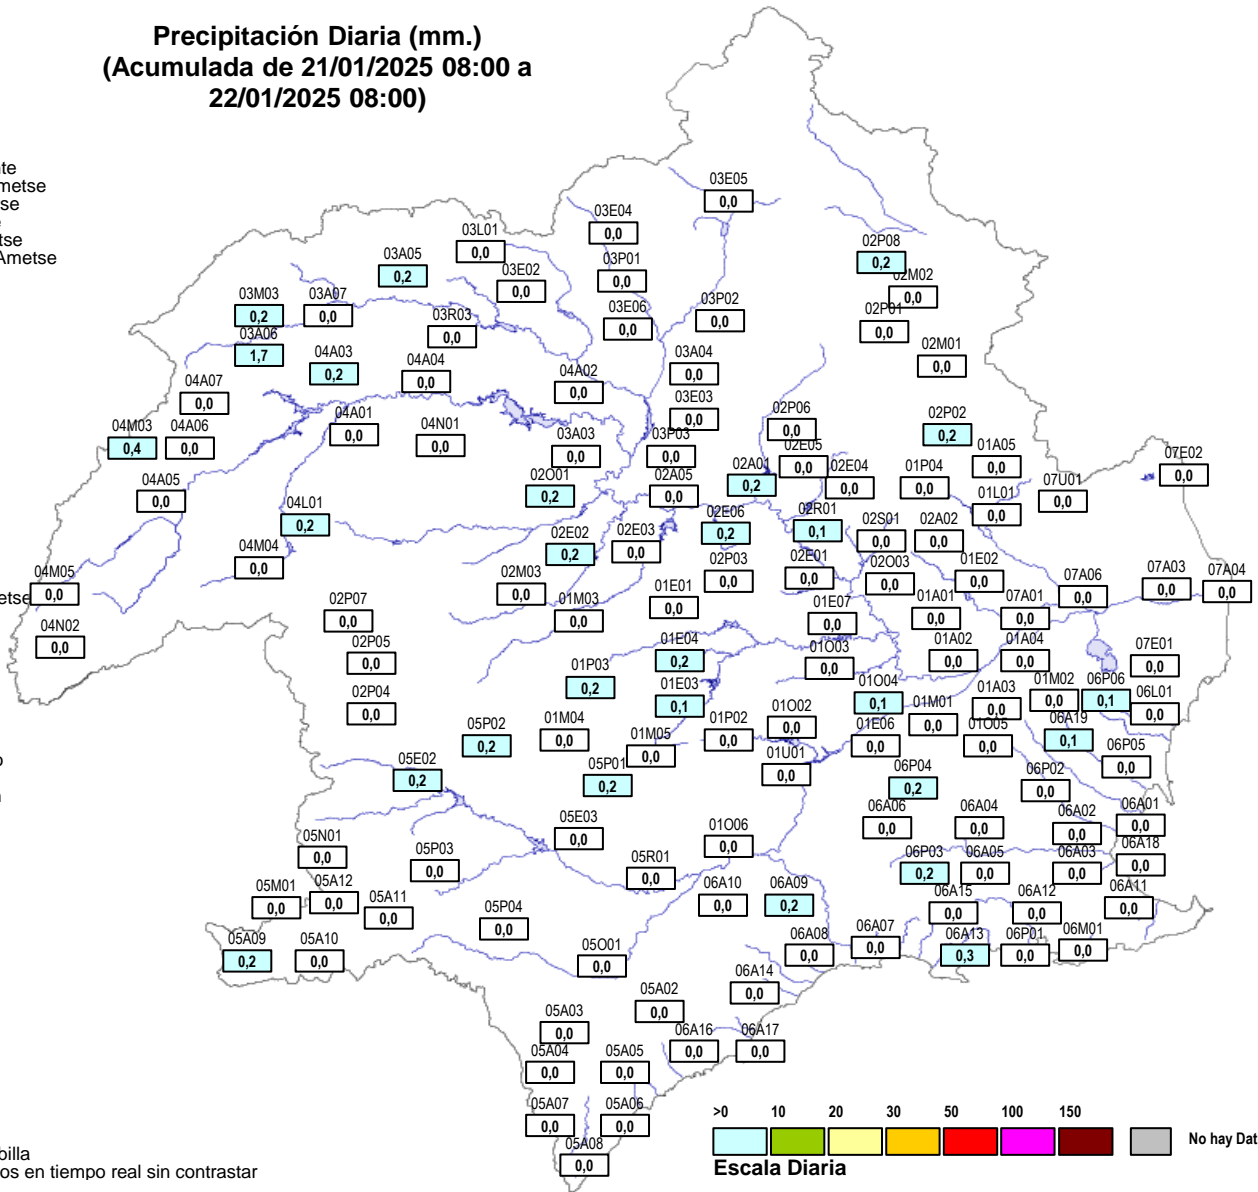 Precipitación Diaria (mm.)
(Acumulada de 21/01/2025 08:00 a
22/01/2025 08:00)
nte
metse
se
e
tse
Ametse
03E05
0,0
03E04
0,0
03L01
0,0
03A05
0,2
03E02
0,0
03P01
0,0
02P08
0,2
02M02
0,0
03M03
0,2
03A07
0,0
03R03
0,0
03E06
0,0
03P02
0,0
02P01
0,0
03A06
1,7
04A03
0,2
04A04
0,0
04A02
0,0
03A04
0,0
02M01
0,0
04A07
0,0
04A01
0,0
04N01
0,0
03E03
0,0
02P06
0,0
02P02
0,2
04M03
0,4
04A06
0,0
03A03
0,0
03P03
0,0
02E05
0,0
01A05
0,0
07E02
0,0
04A05
0,0
02O01
0,2
02A05
0,0
02A01
0,2
02E04
0,0
01P04
0,0
01L01
0,0
07U01
0,0
04L01
0,2
02E06
0,2
02R01
0,1
02S01
0,0
02A02
0,0
02E02
0,2
02E03
0,0
04M04
0,0
02P03
0,0
02E01
0,0
02O03
0,0
01E02
0,0
04M05
0,0
etse
02M03
0,0
07A06
0,0
07A03
0,0
07A04
0,0
02P07
0,0
01M03
0,0
01E01
0,0
01E07
0,0
01A01
0,0
07A01
0,0
04N02
0,0
02P05
0,0
01E04
0,2
01O03
0,0
01A02
0,0
01A04
0,0
07E01
0,0
01P03
0,2
01E03
0,1
01O04
0,1
01A03
0,0
01M02
0,0
06P06
0,1
06L01
0,0
02P04
0,0
01M01
0,0
05P02
0,2
01M04
0,0
01M05
0,0
01P02
0,0
01O02
0,0
01E06
0,0
01O05
0,0
06A19
0,1
06P05
0,0
05E02
0,2
05P01
0,2
01U01
0,0
06P04
0,2
06P02
0,0
o
n
05E03
0,0
01O06
0,0
06A06
0,0
06A04
0,0
06A02
0,0
06A01
0,0
05N01
0,0
05P03
0,0
05R01
0,0
06P03
0,2
06A05
0,0
06A03
0,0
06A18
0,0
05M01
0,0
05A12
0,0
05A11
0,0
06A10
0,0
06A09
0,2
06A15
0,0
06A12
0,0
06A11
0,0
05P04
0,0
05A09
0,2
05A10
0,0
05O01
0,0
06A08
0,0
06A07
0,0
06A13
0,3
06P01
0,0
06M01
0,0
06A14
0,0
05A02
0,0
05A03
0,0
06A16
0,0
06A17
0,0
05A04
0,0
05A05
0,0
05A07
0,0
05A06
0,0
05A08
0,0
>0 10 20 30 50 100 150
No hay Dat
Escala Diaria
billa
os en tiempo real sin contrastar